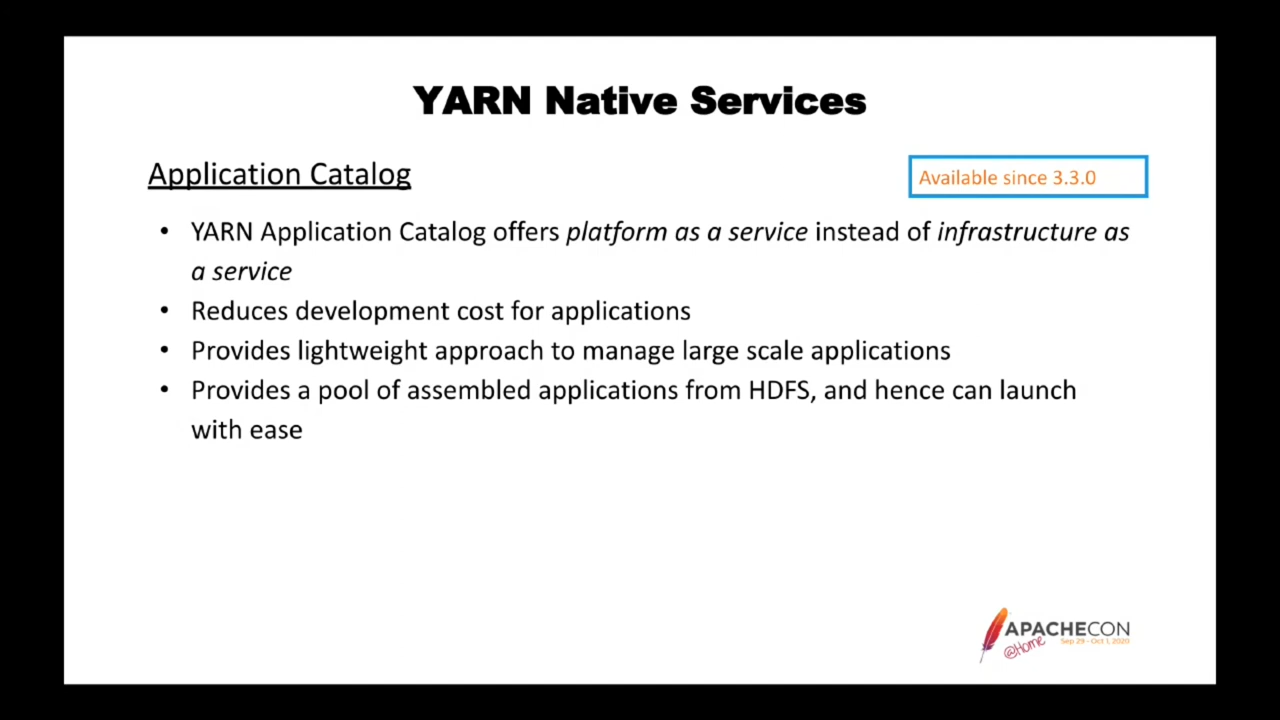 YARN Native Services
Application Catalog
Available since 3.3.0
• YARN Application Catalog offers platform as a service instead of infrastructure as
a service
• Reduces development cost for applications
• Provides lightweight approach to manage large scale applications
• Provides a pool of assembled applications from HDFS, and hence can launch
with ease
APACHECON
@Home
Sep 29 - Oct 1, 2020